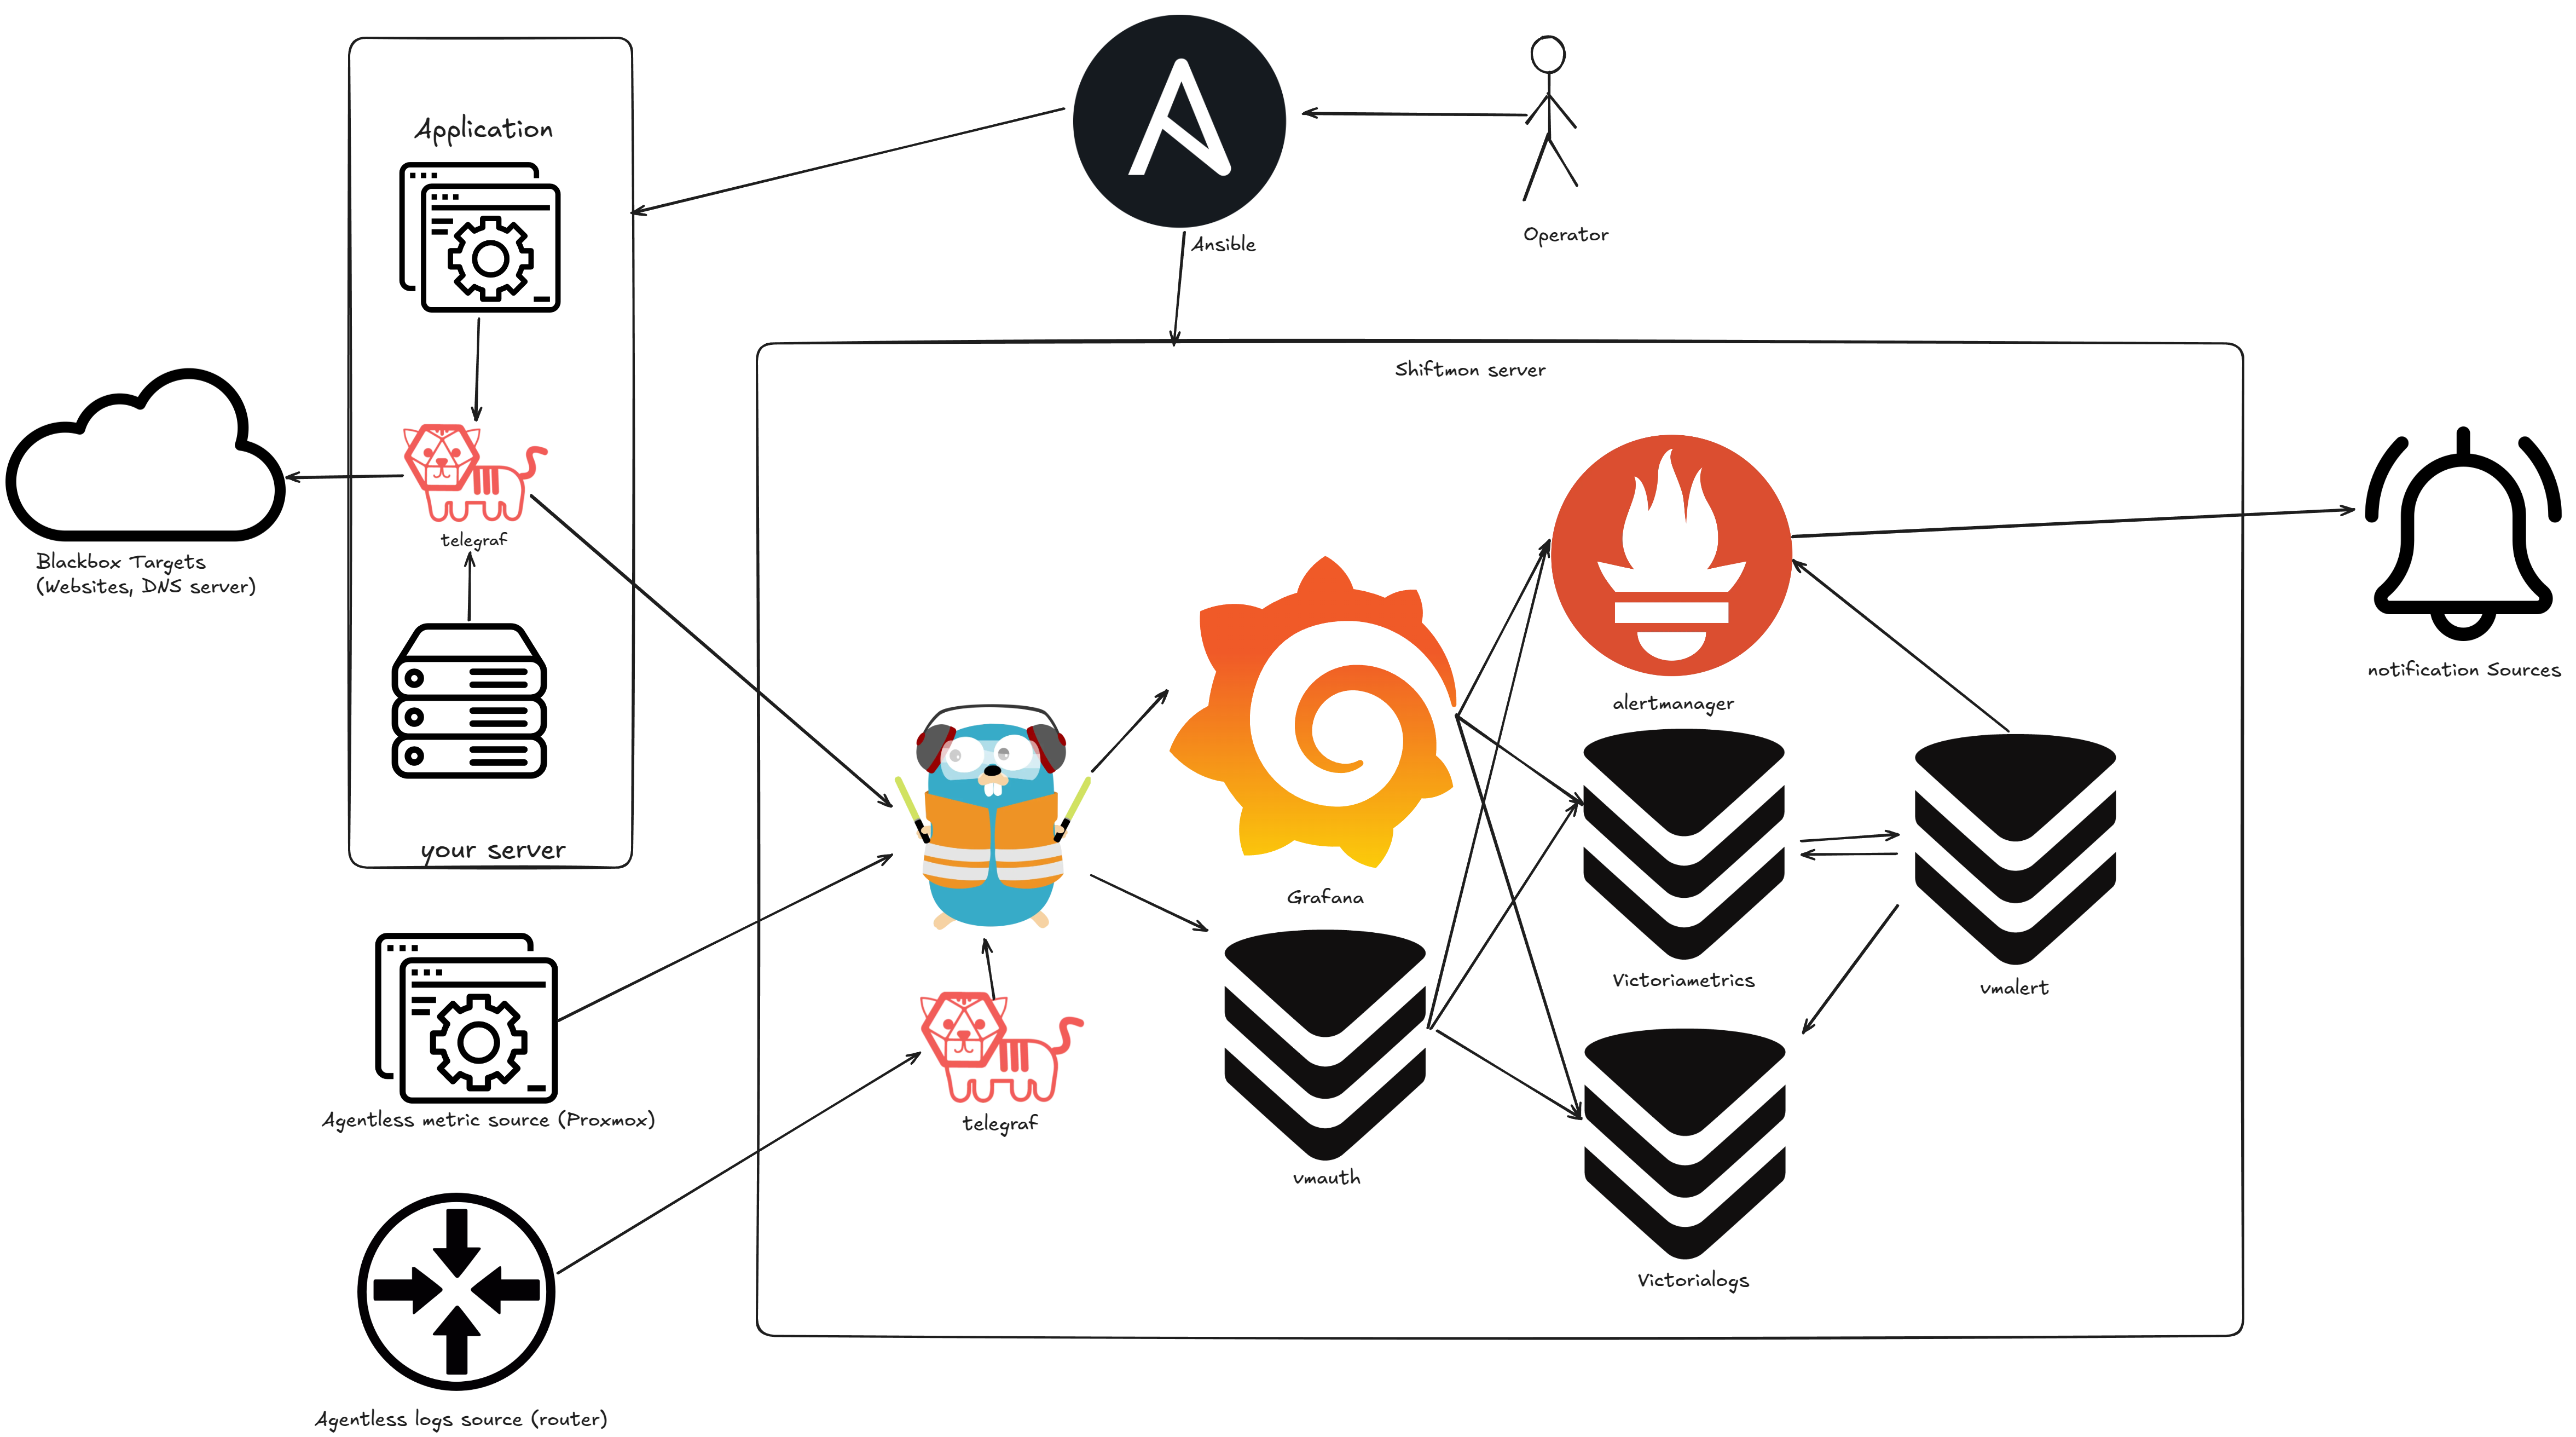 Application
Ansible
Operator
Shiftmon server
telegraf
Blackbox Targets
(Websites, DNS server)
your server
alertmanager
notification Sources
Grafana
Victoriametrics
vmalert
Agentless metric source (Proxmox)
telegraf
vmauth
Victorialogs
Agentless logs source (router)